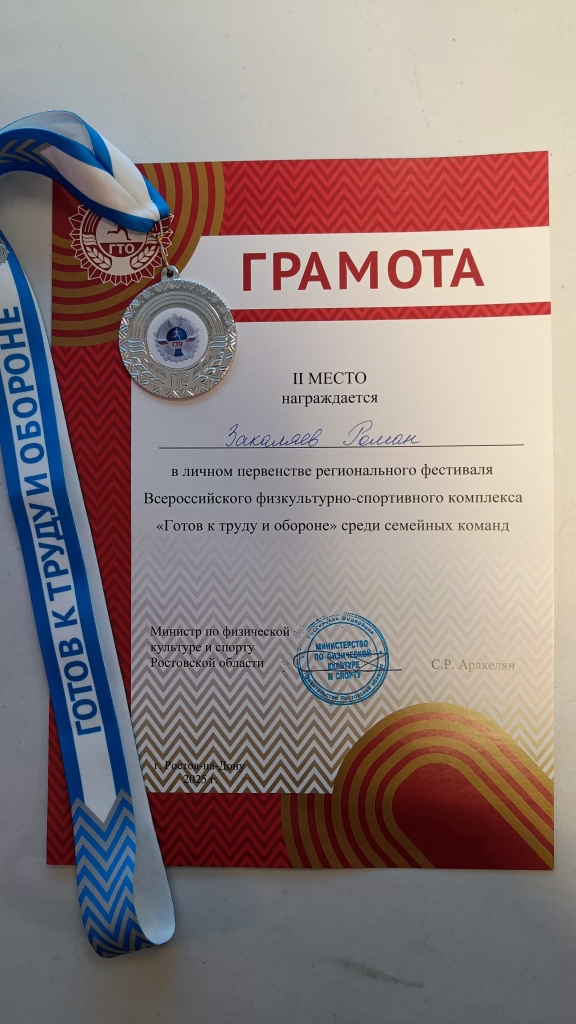 ГТО
ГРАМОТА
ГТО
II МЕСТО
награждается
Закаляев Роман
в личном первенстве регионального фестиваля
Всероссийского физкультурно-спортивного комплекса
«Готов к труду и обороне» среди семейных команд
ГОТОВ К ТРУДУ И ОБОРОНЕ
Министр по физической
культуре и спорту
Ростовской области
МИНИСТЕРСТВО
ПО ФИЗИЧЕСКОЙ
КУЛЬТУРЕ
И СПОРТУ
С.Р. Аракелян
г. Ростов-на-Дону
2025 г.